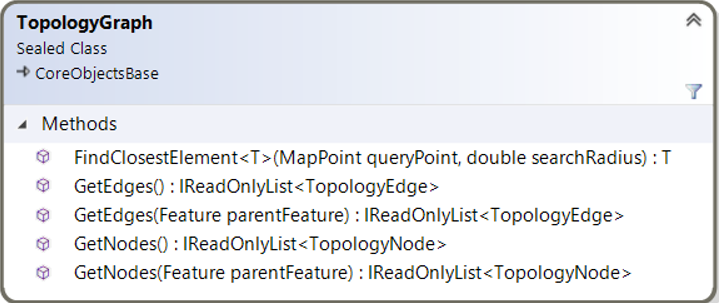 TopologyGraph
Sealed Class
CoreObjectsBase
Methods
FindClosestElement<T>(MapPoint queryPoint, double searchRadius) : T
GetEdges() : IReadOnlyList<TopologyEdge>
GetEdges(Feature parentFeature) : IReadOnlyList<TopologyEdge>
GetNodes() : IReadOnlyList<TopologyNode>
GetNodes(Feature parentFeature) : IReadOnlyList<TopologyNode>